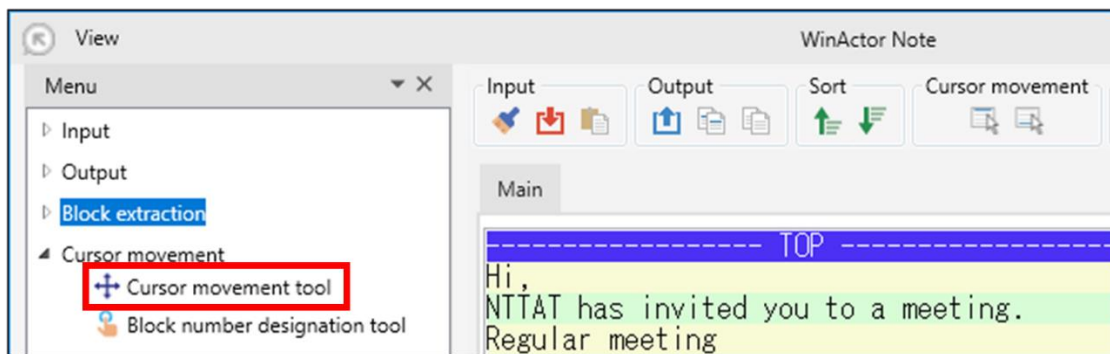 View
WinActor Note
Menu
Input
Output
Block extraction
Cursor movement
Cursor movement tool
Block number designation tool
Input
Output
Sort
Cursor movement
Main
------------------ TOP ------------------
Hi,
NTTAT has invited you to a meeting.
Regular meeting